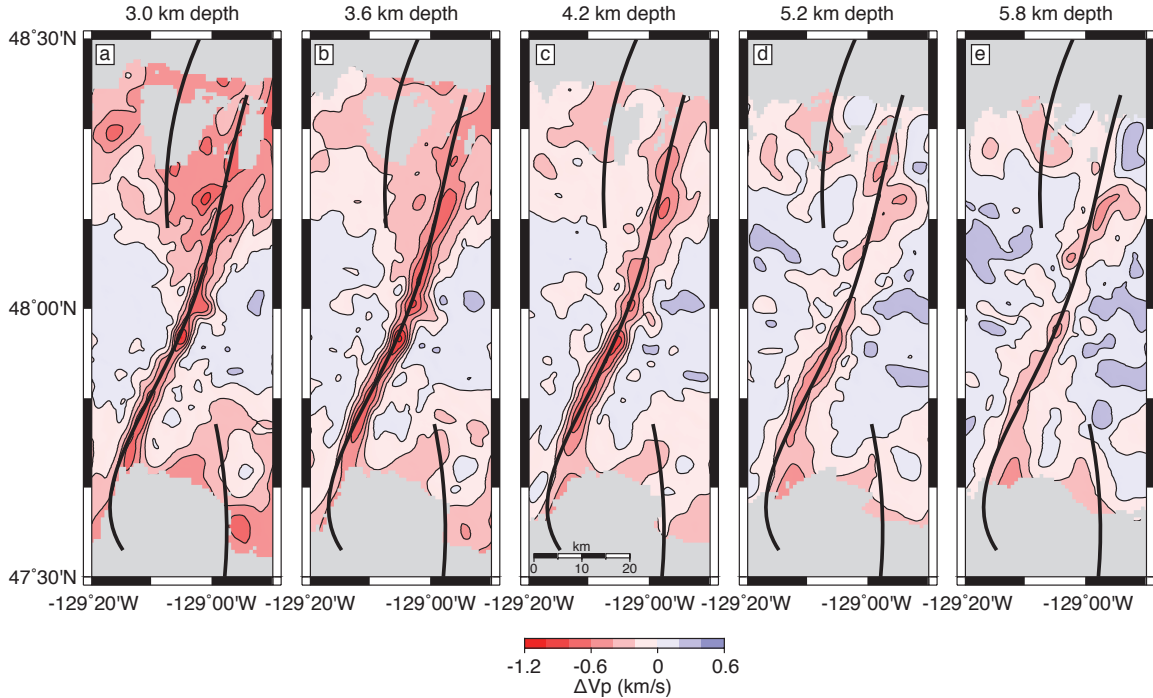 3.0 km depth 3.6 km depth 4.2 km depth 5.2 km depth 5.8 km depth
48˚30'N
a b c d e
48˚00'N
km
0 10 20
47˚30'N
-129˚20'W -129˚00'W -129˚20'W -129˚00'W -129˚20'W -129˚00'W -129˚20'W -129˚00'W -129˚20'W -129˚00'W
-1.2 -0.6 0 0.6
ΔVp (km/s)